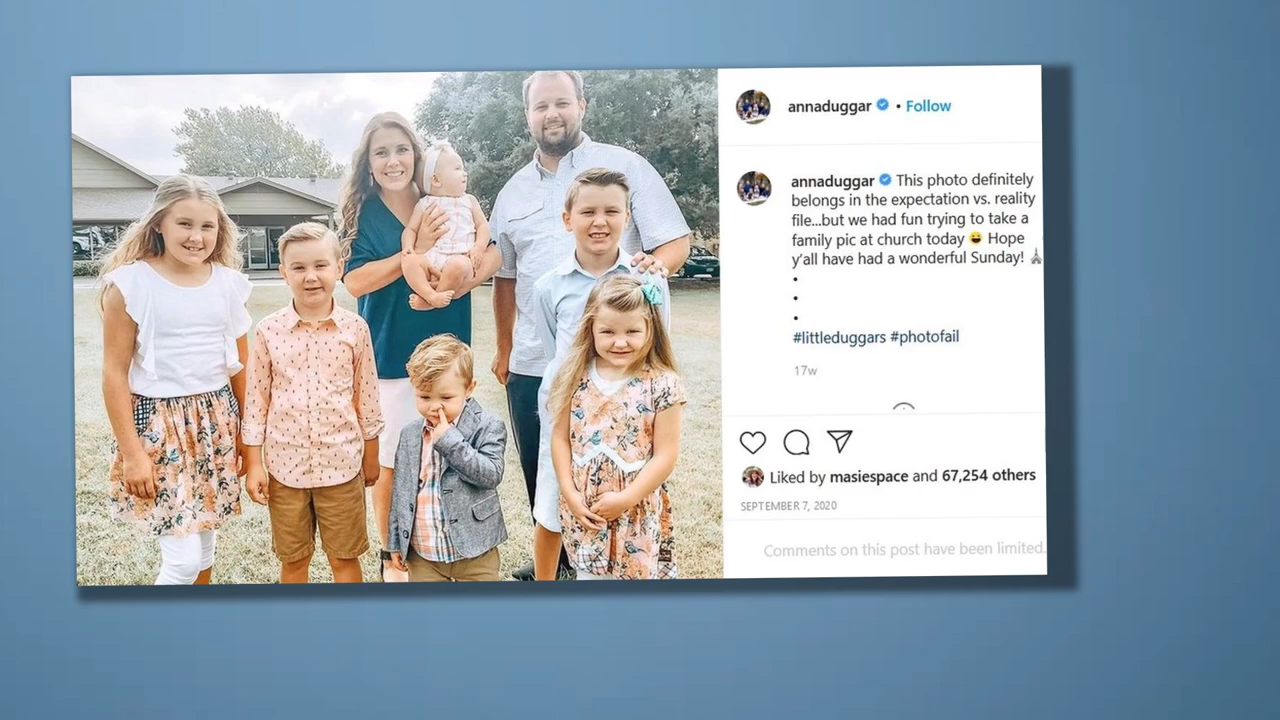 annaduggar • Follow
annaduggar This photo definitely
belongs in the expectation vs. reality
file...but we had fun trying to take a
family pic at church today 😄 Hope
y'all have had a wonderful Sunday! ⛪
•
•
•
#littleduggars #photofail
17w
Liked by masiespace and 67,254 others
SEPTEMBER 7, 2020
Comments on this post have been limited.